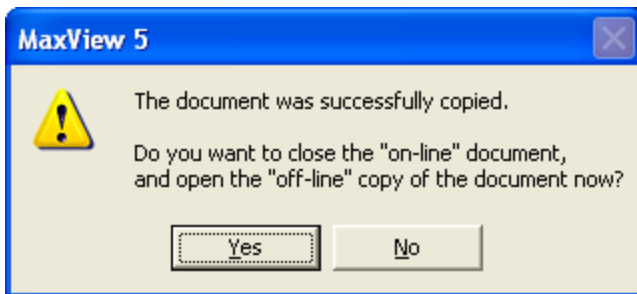 MaxView 5
The document was successfully copied.
Do you want to close the "on-line" document,
and open the "off-line" copy of the document now?
Yes No